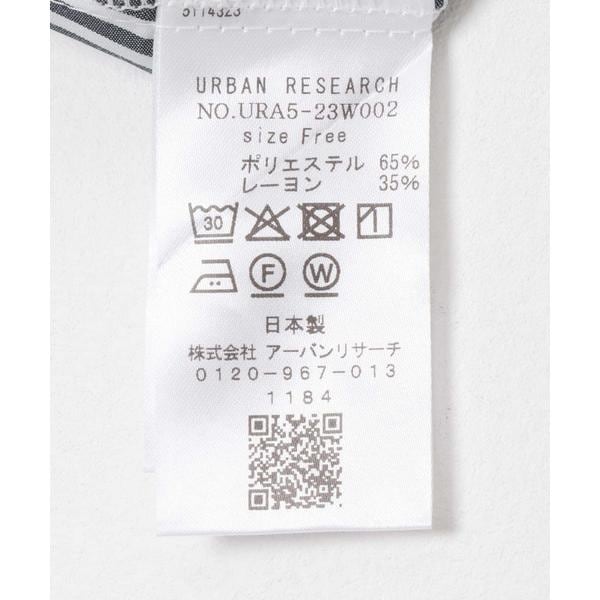 5114323
URBAN RESEARCH
NO.URA5-23W002
size Free
ポリエステル 65%
レーヨン 35%
30
F W
日本製
株式会社 アーバンリサーチ
0120-967-013
1184